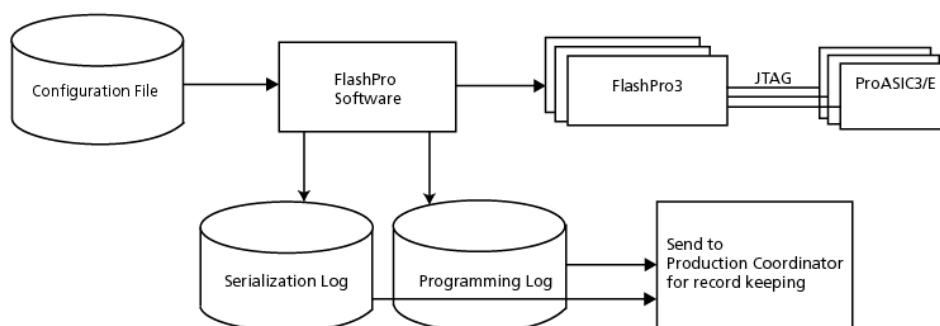 Configuration File
FlashPro
Software
FlashPro3
JTAG
ProASIC3/E
Serialization Log
Programming Log
Send to
Production Coordinator
for record keeping